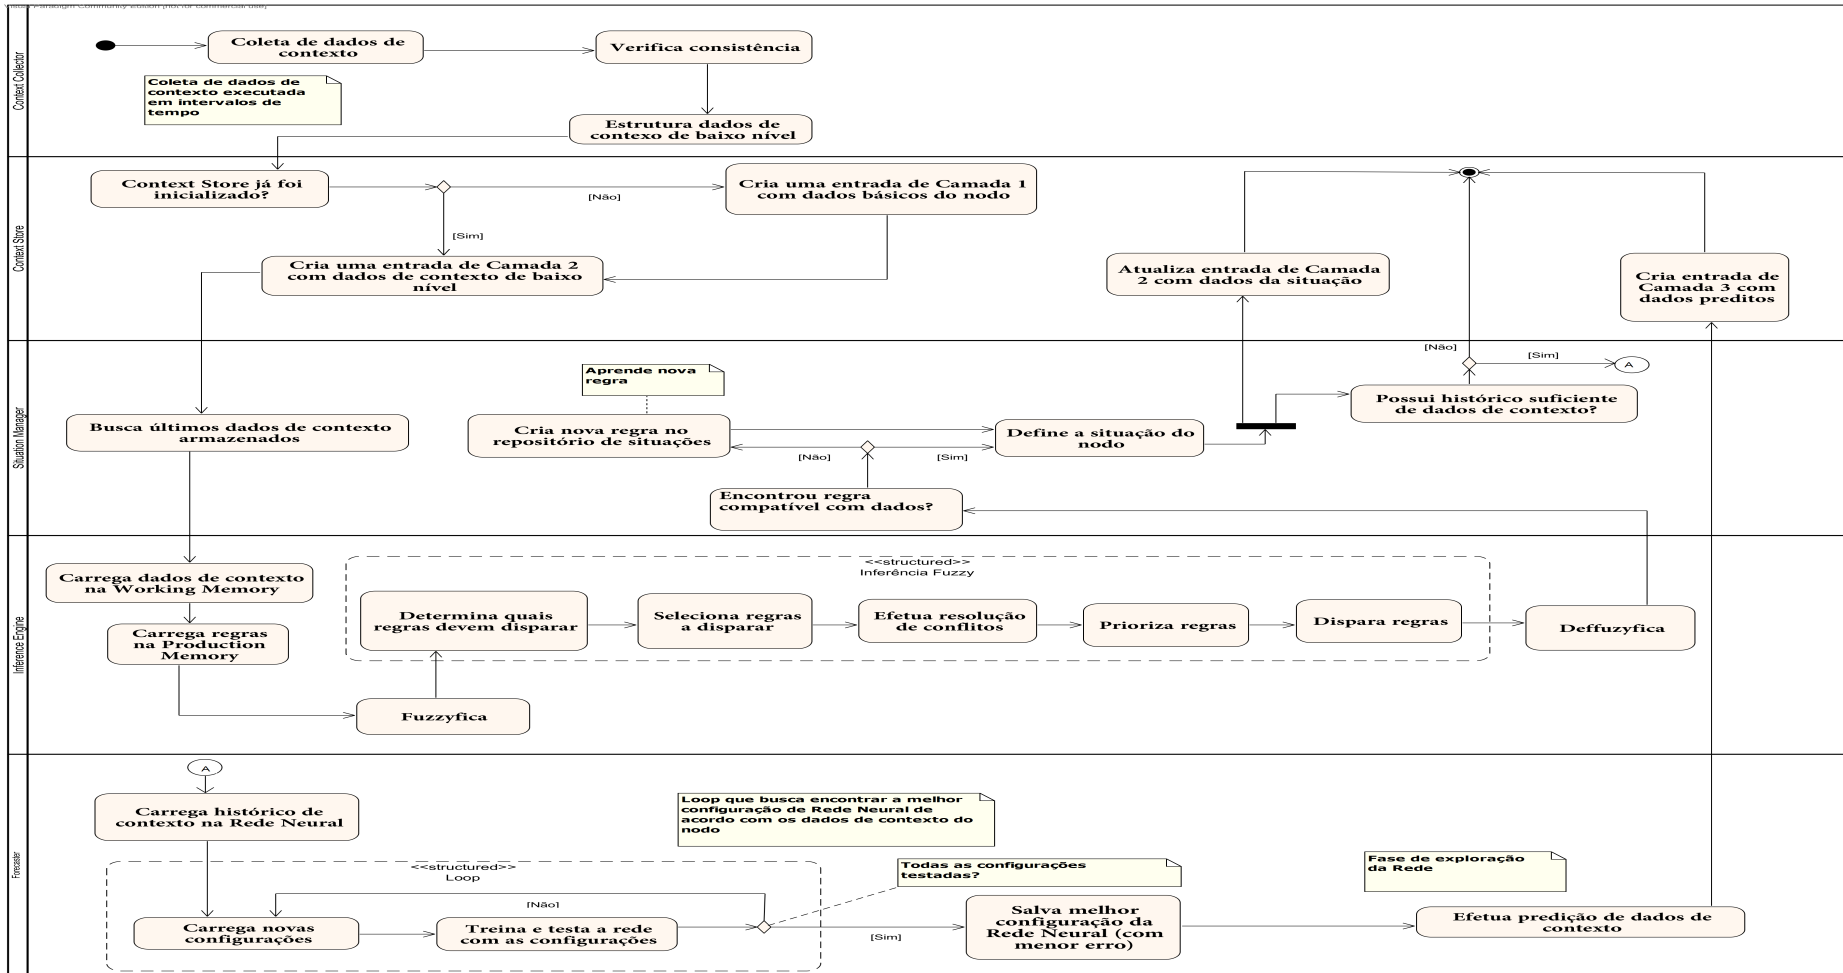 Visual Paradigm Community Edition [not for commercial use]
Context Collector
Coleta de dados de
contexto
Verifica consistência
Coleta de dados de
contexto executada
em intervalos de
tempo
Estrutura dados de
contexo de baixo nível
Context Store
Context Store já foi
inicializado?
[Não]
[Sim]
Cria uma entrada de Camada 1
com dados básicos do nodo
Cria uma entrada de Camada 2
com dados de contexto de baixo
nível
Atualiza entrada de Camada
2 com dados da situação
Cria entrada de
Camada 3 com
dados preditos
Situation Manager
[Não]
[Sim]
A
Aprende nova
regra
Possui histórico suficiente
de dados de contexto?
Busca últimos dados de contexto
armazenados
Cria nova regra no
repositório de situações
Define a situação do
nodo
[Não]
[Sim]
Encontrou regra
compatível com dados?
Inference Engine
<<structured>>
Inferência Fuzzy
Carrega dados de contexto
na Working Memory
Carrega regras
na Production
Memory
Determina quais
regras devem disparar
Seleciona regras
a disparar
Efetua resolução
de conflitos
Prioriza regras
Dispara regras
Deffuzyfica
Fuzzyfica
Forecaster
A
Carrega histórico de
contexto na Rede Neural
Loop que busca encontrar a melhor
configuração de Rede Neural de
acordo com os dados de contexto do
nodo
<<structured>>
Loop
Todas as configurações
testadas?
Fase de exploração
da Rede
[Não]
Carrega novas
configurações
Treina e testa a rede
com as configurações
[Sim]
Salva melhor
configuração da
Rede Neural (com
menor erro)
Efetua predição de dados de
contexto